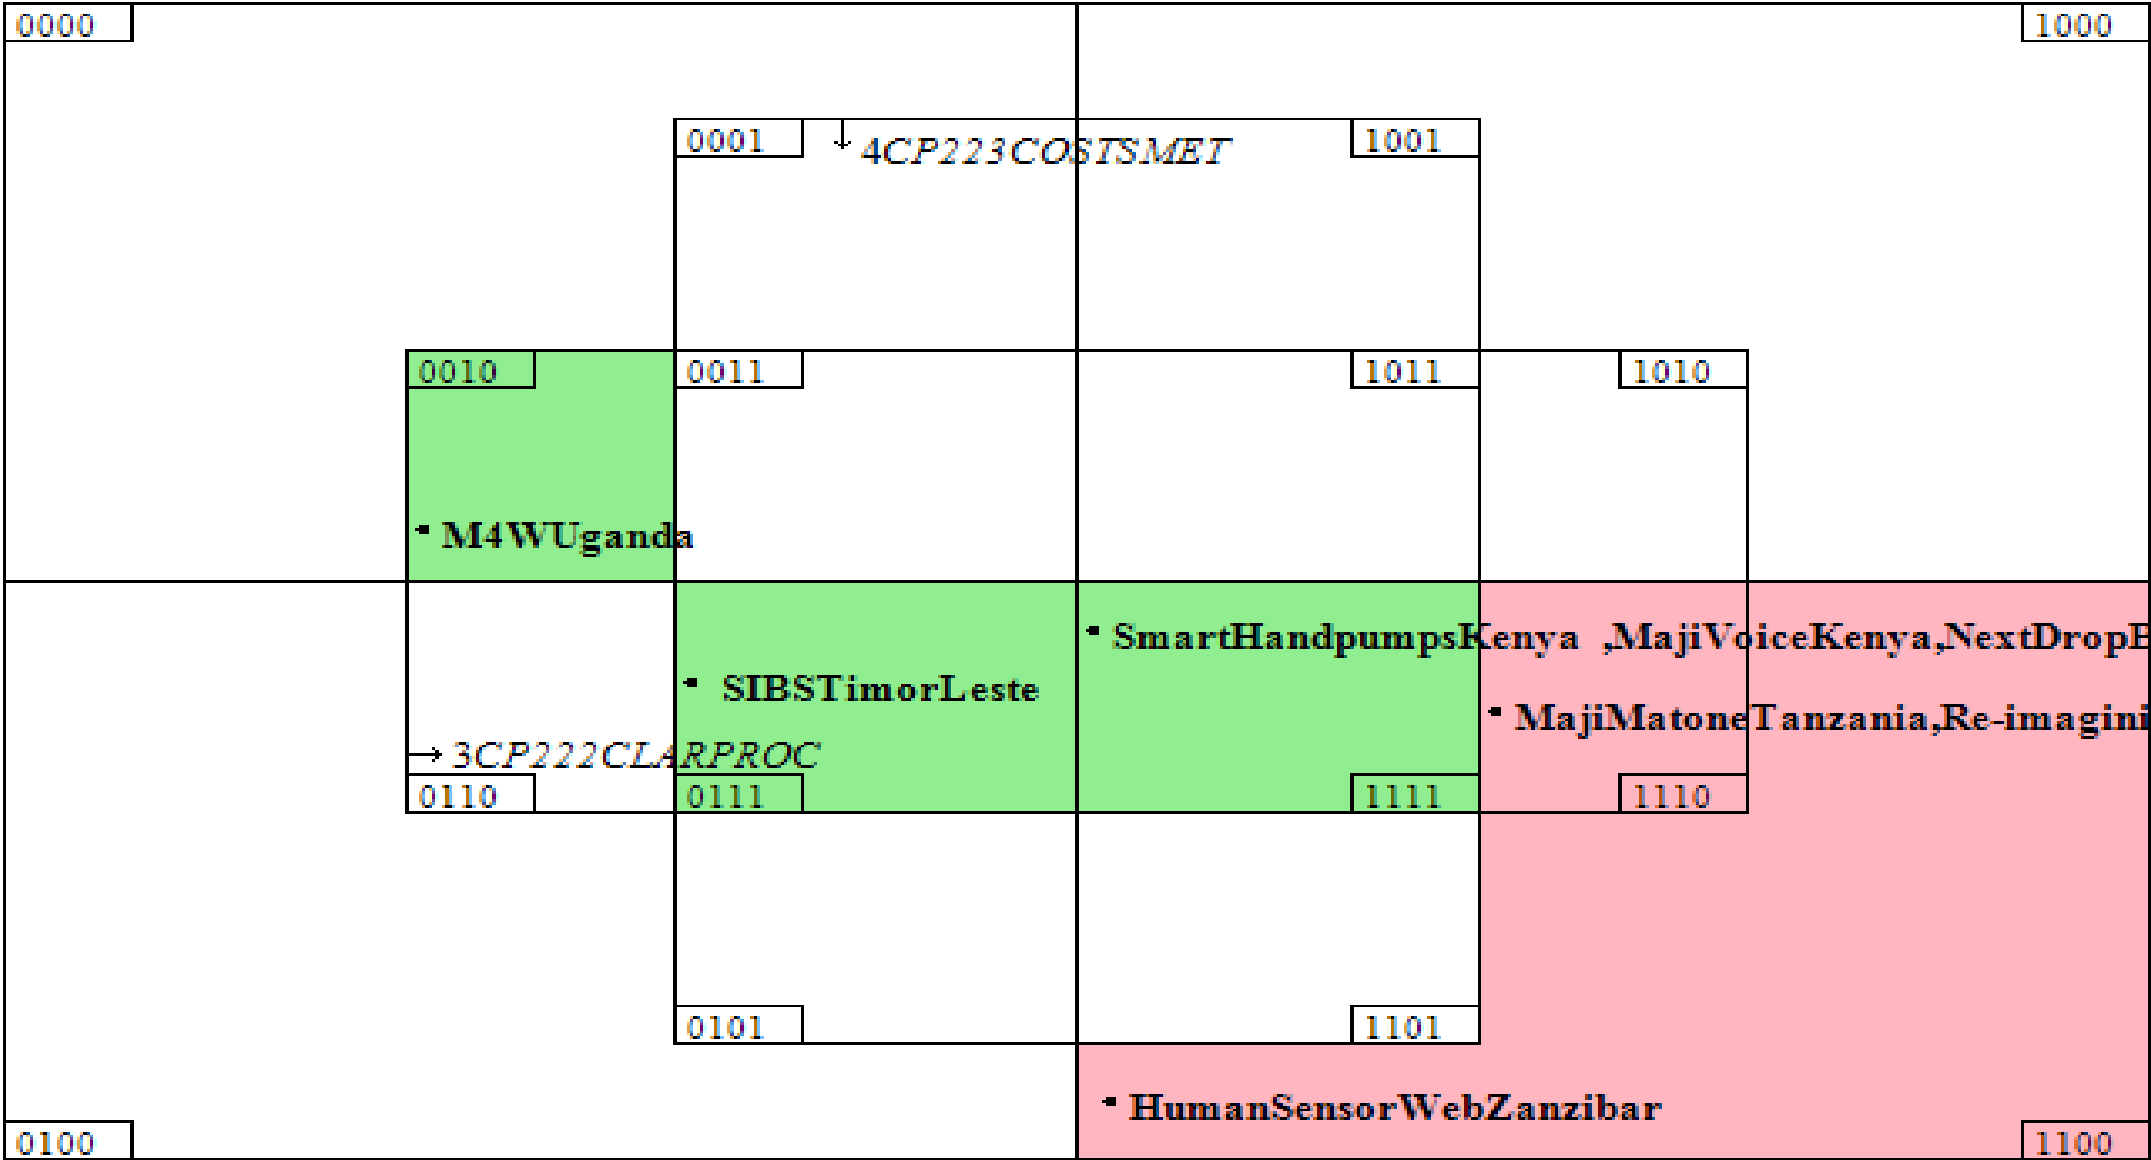 0000 1000
0001 4CP223COSTSMET 1001
0010 0011 1011 1010
M4WUganda
SmartHandpumpsKenya ,MajiVoiceKenya,NextDrop
SIBSTimorLeste
MajiMatoneTanzania,Re-imagini
3CP222CLARPROC
0110 0111 1111 1110
0101 1101
HumanSensorWebZanzibar
0100 1100